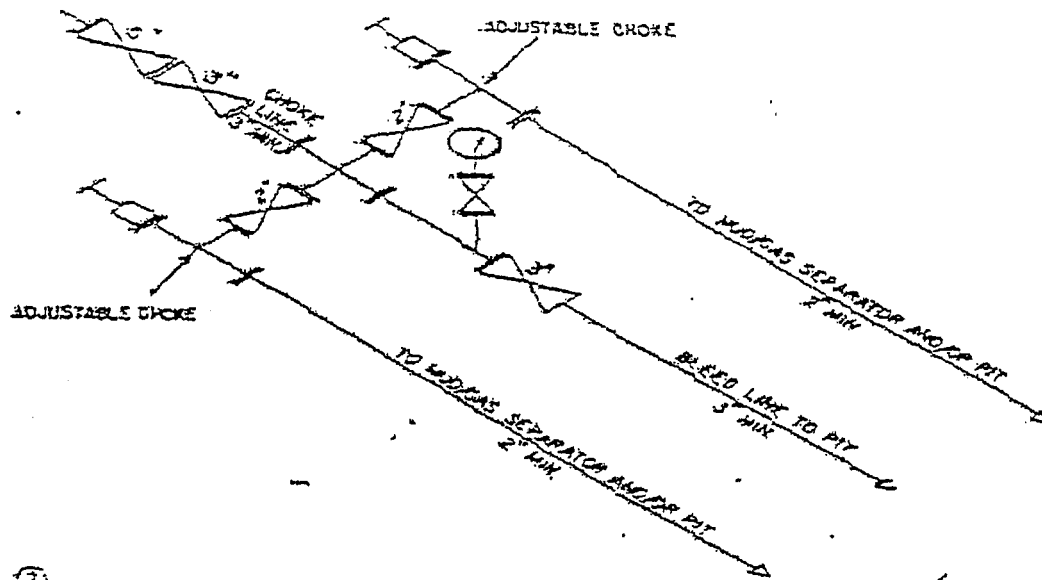 ADJUSTABLE CHOKE
3"
CHOKE
LINE
3" MIN
2"
2"
3"
TO MUD/GAS SEPARATOR AND/OR PIT
2" MIN
ADJUSTABLE CHOKE
BLEED LINE TO PIT
3" MIN
TO MUD/GAS SEPARATOR AND/OR PIT
2" MIN.